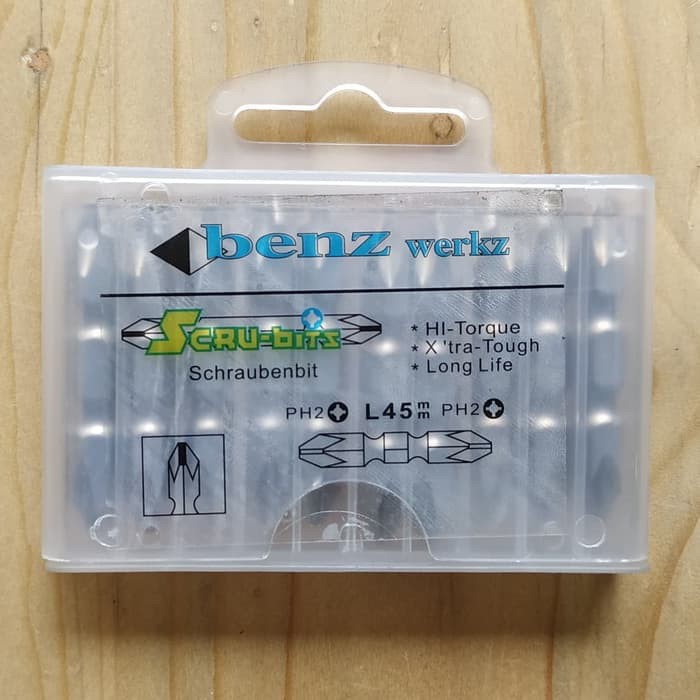 benz werkz
SCRU-bits
Schraubenbit
* HI-Torque
* X'tra-Tough
* Long Life
PH2 L45mm PH2